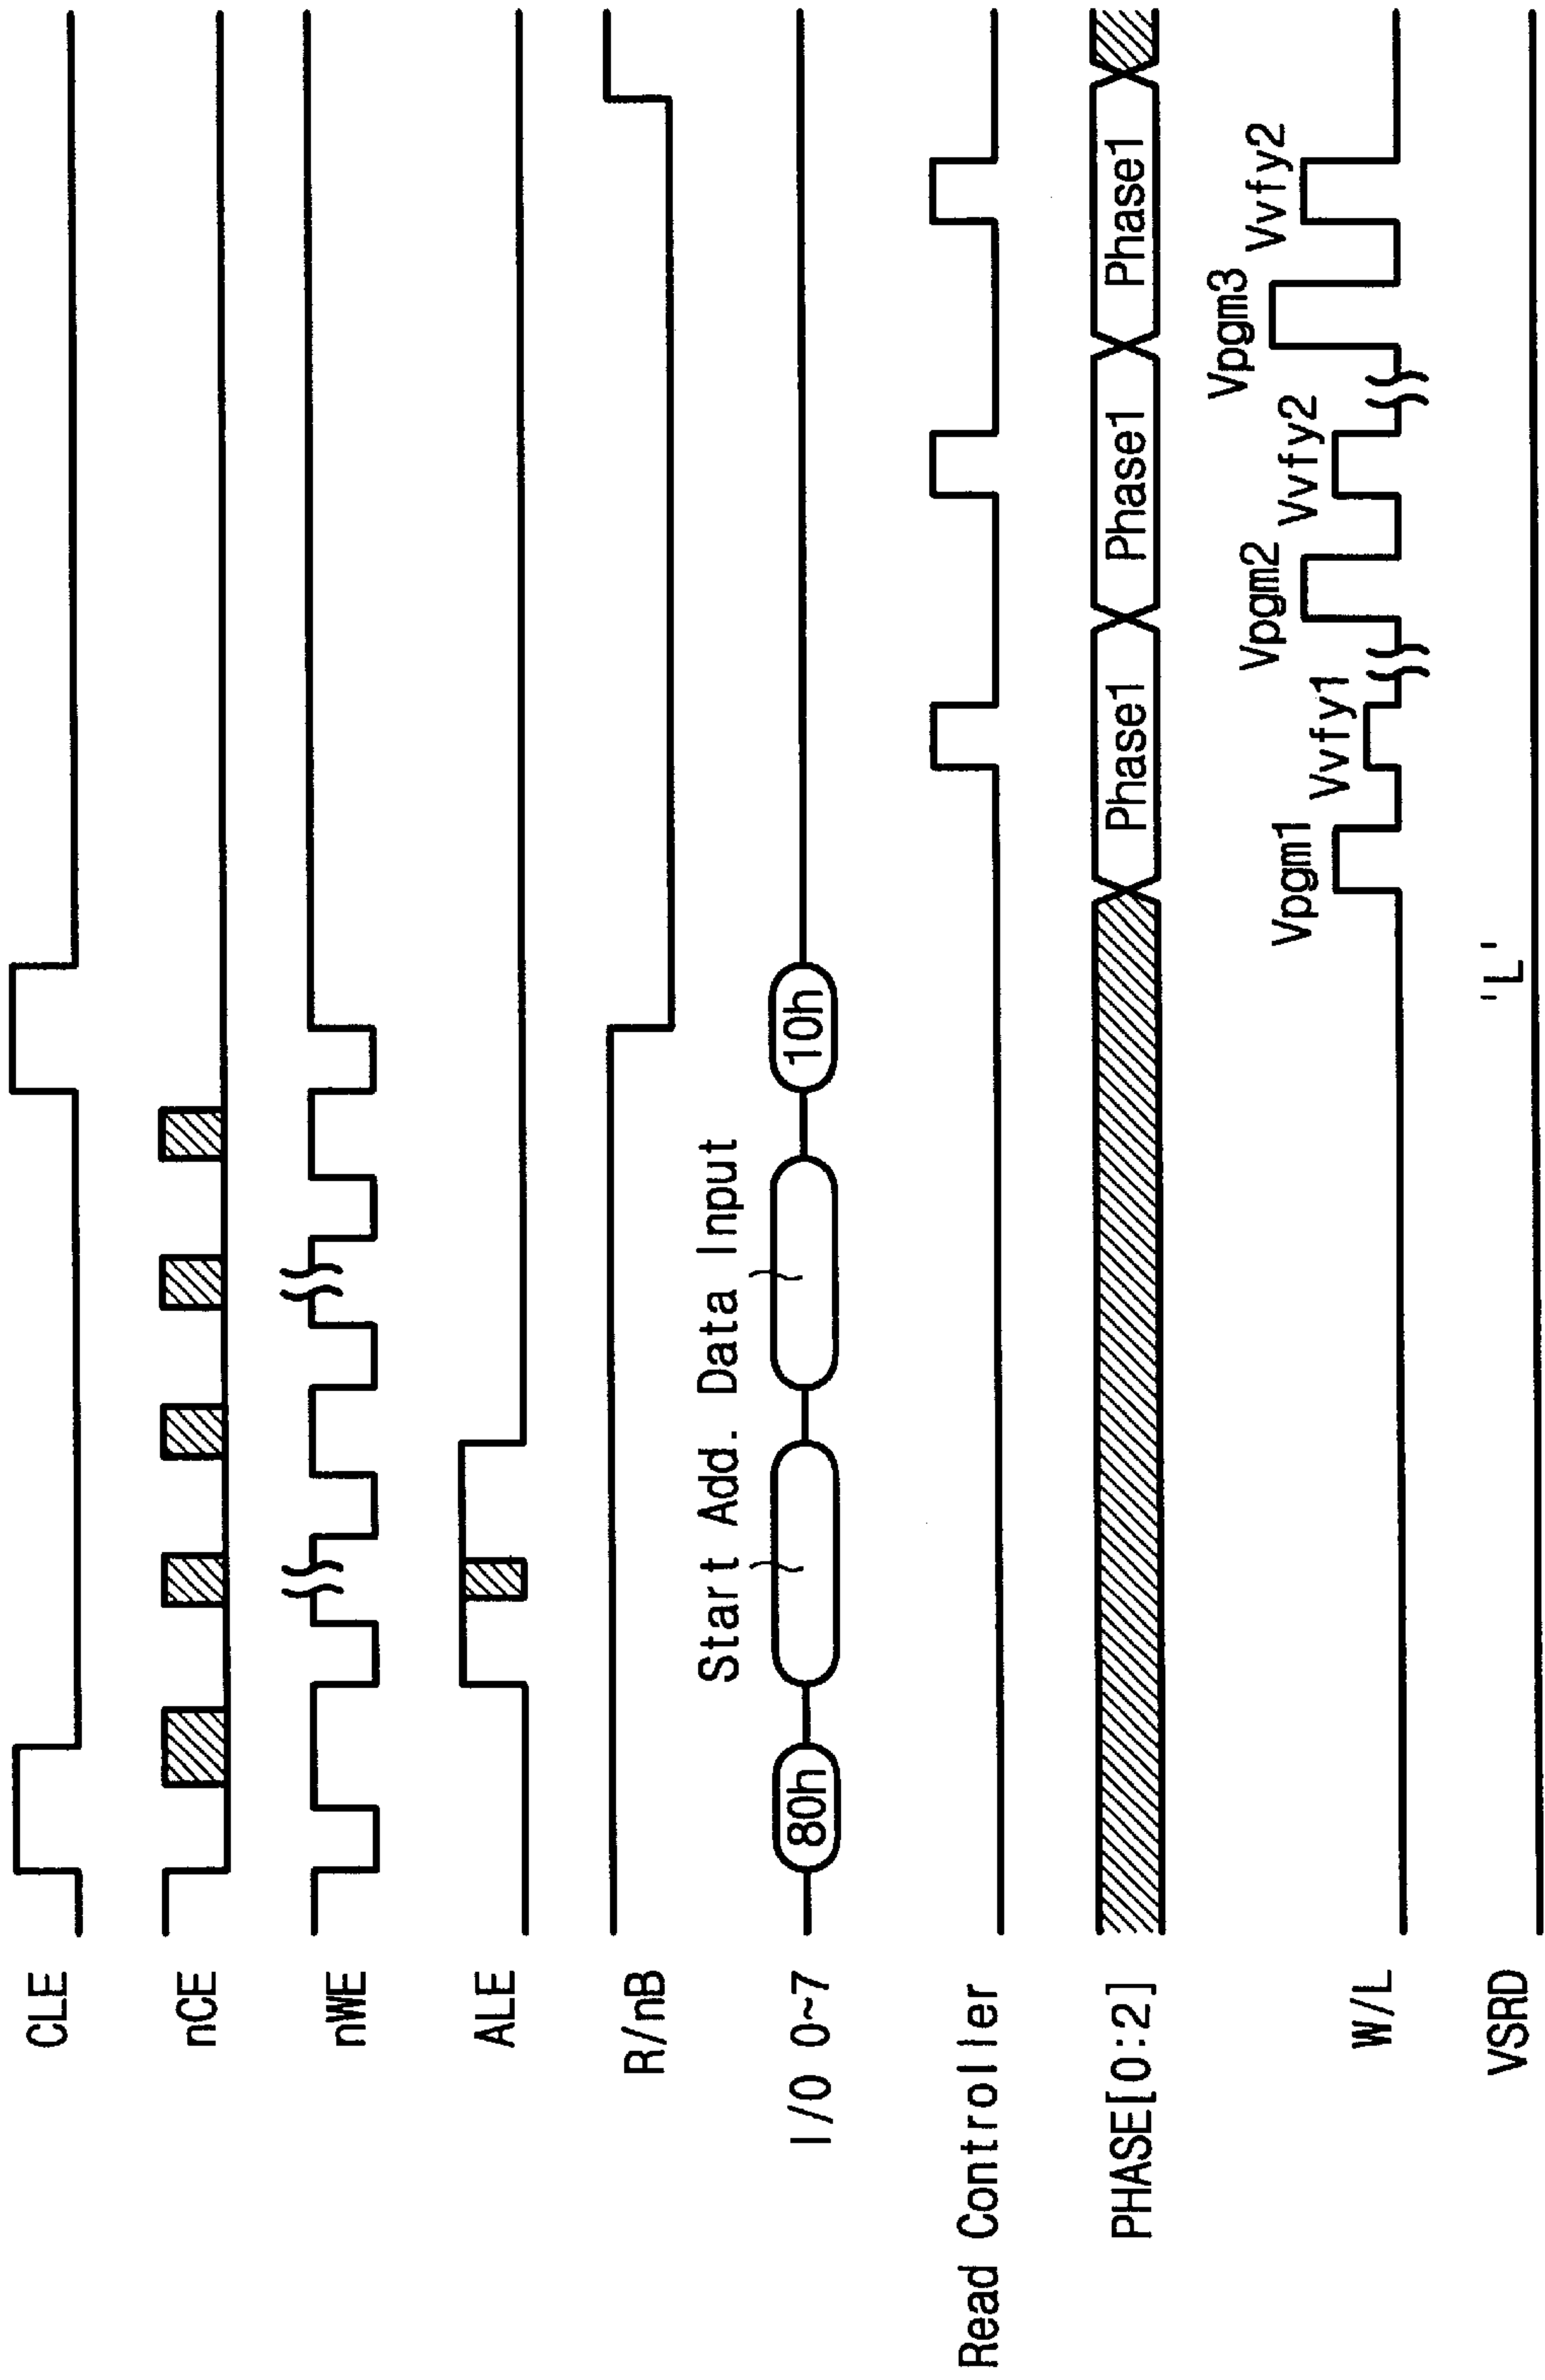 CLE
nCE
nWE
ALE
R/nB
Start Add. Data Input
I/O 0~7
80h
10h
Read Controller
PHASE[0:2]
Phase1
Phase1
Phase1
W/L
Vpgm1
Vvfy1
Vpgm2
Vvfy2
Vpgm3
Vvfy2
VSRD
'L'